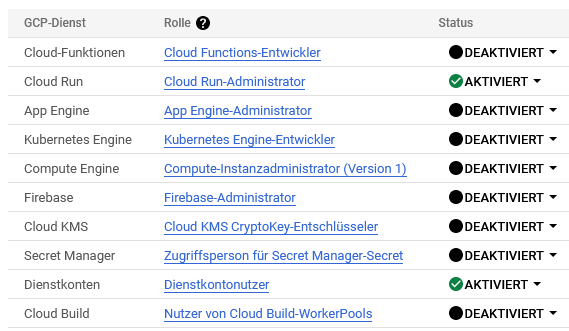 GCP-Dienst Rolle ? Status
Cloud-Funktionen Cloud Functions-Entwickler DEAKTIVIERT
Cloud Run Cloud Run-Administrator AKTIVIERT
App Engine App Engine-Administrator DEAKTIVIERT
Kubernetes Engine Kubernetes Engine-Entwickler DEAKTIVIERT
Compute Engine Compute-Instanzadministrator (Version 1) DEAKTIVIERT
Firebase Firebase-Administrator DEAKTIVIERT
Cloud KMS Cloud KMS CryptoKey-Entschlüsseler DEAKTIVIERT
Secret Manager Zugriffsperson für Secret Manager-Secret DEAKTIVIERT
Dienstkonten Dienstkontonutzer AKTIVIERT
Cloud Build Nutzer von Cloud Build-WorkerPools DEAKTIVIERT